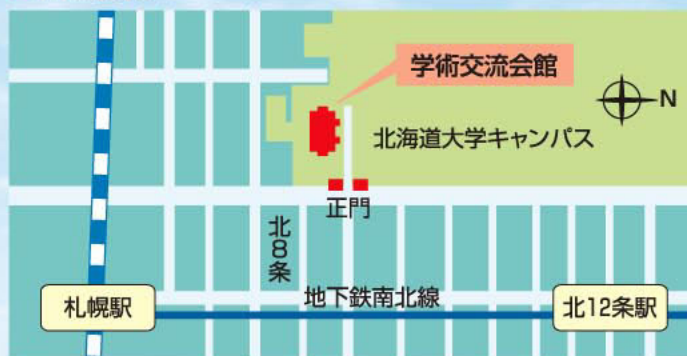 学術交流会館
N
北海道大学キャンパス
正門
北8条
地下鉄南北線
札幌駅
北12条駅